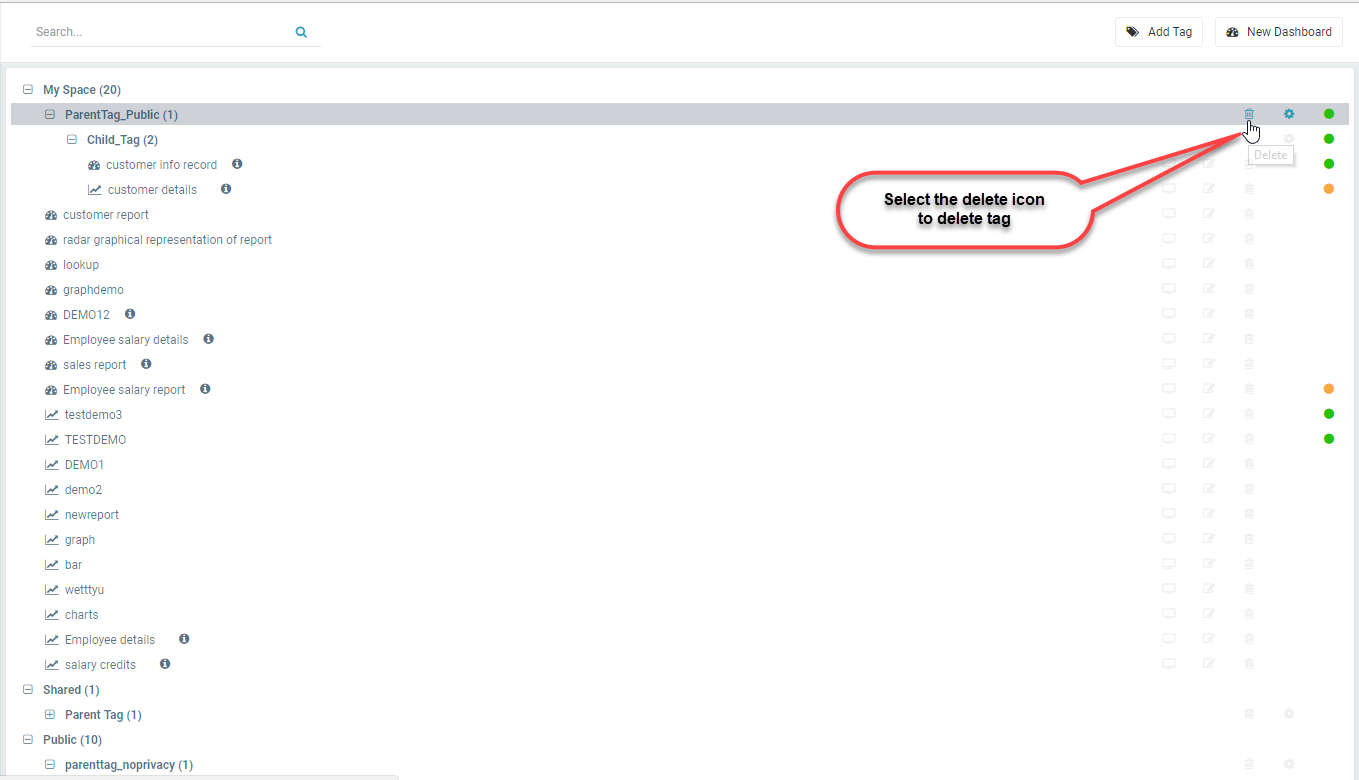 Search...
Add Tag
New Dashboard
My Space (20)
ParentTag_Public (1)
Child_Tag (2)
Delete
customer info record
customer details
Select the delete icon
to delete tag
customer report
radar graphical representation of report
lookup
graphdemo
DEMO12
Employee salary details
sales report
Employee salary report
testdemo3
TESTDEMO
DEMO1
demo2
newreport
graph
bar
wetttyu
charts
Employee details
salary credits
Shared (1)
Parent Tag (1)
Public (10)
parenttag_noprivacy (1)